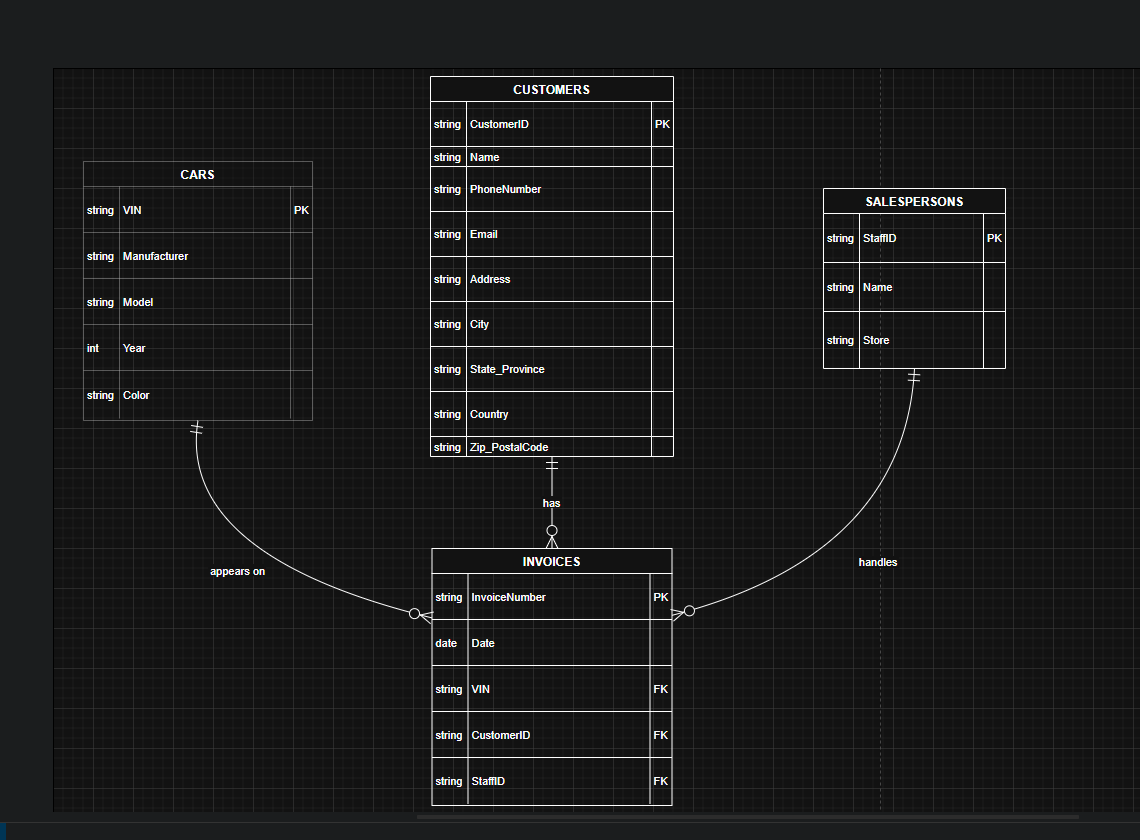 CUSTOMERS
string CustomerID PK
string Name
string PhoneNumber
string Email
string Address
string City
string State_Province
string Country
string Zip_PostalCode
CARS
string VIN PK
string Manufacturer
string Model
int Year
string Color
SALESPERSONS
string StaffID PK
string Name
string Store
has
appears on
handles
INVOICES
string InvoiceNumber PK
date Date
string VIN FK
string CustomerID FK
string StaffID FK